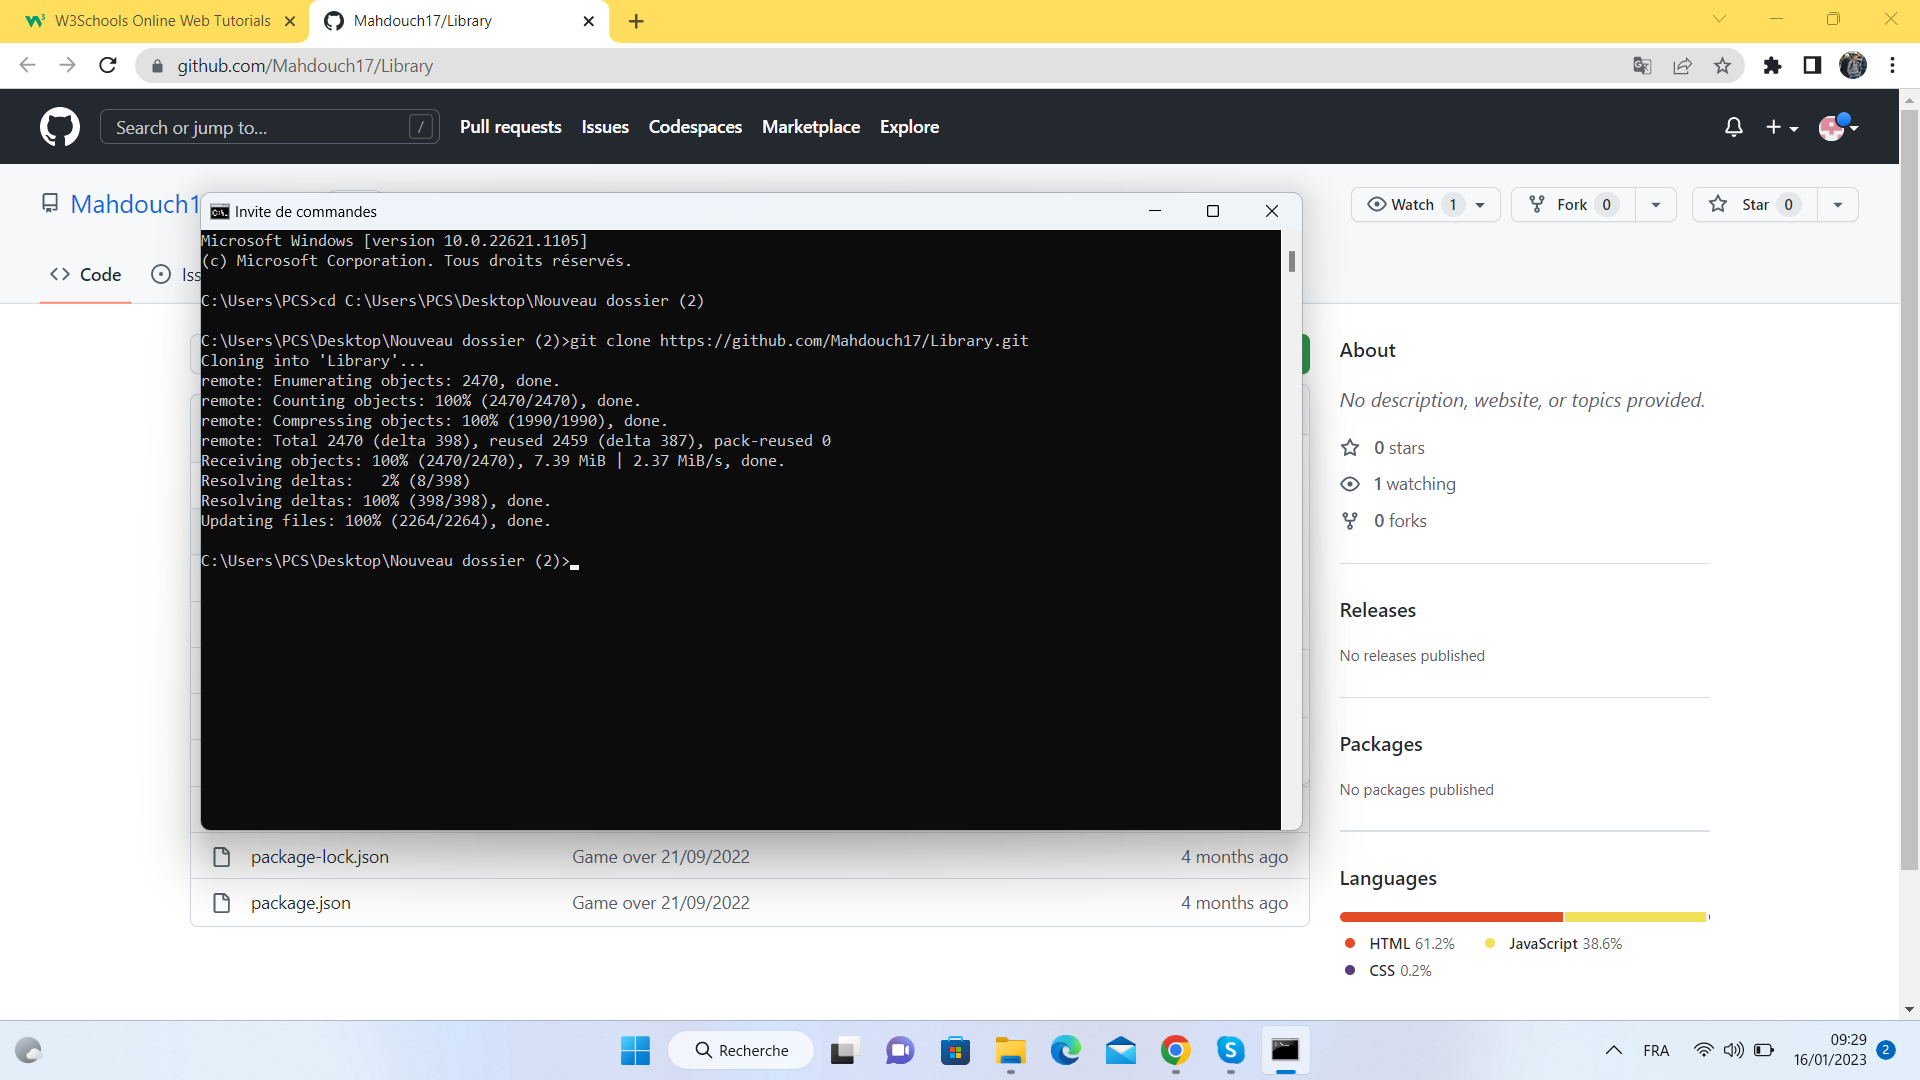 W3Schools Online Web Tutorials
Mahdouch17/Library
github.com/Mahdouch17/Library
Search or jump to... /
Pull requests Issues Codespaces Marketplace Explore
Mahdouch1
Watch 1
Fork 0
Star 0
Code
Iss
Invite de commandes
Microsoft Windows [version 10.0.22621.1105]
(c) Microsoft Corporation. Tous droits réservés.
C:\Users\PCS>cd C:\Users\PCS\Desktop\Nouveau dossier (2)
C:\Users\PCS\Desktop\Nouveau dossier (2)>git clone https://github.com/Mahdouch17/Library.git
Cloning into 'Library'...
remote: Enumerating objects: 2470, done.
remote: Counting objects: 100% (2470/2470), done.
remote: Compressing objects: 100% (1990/1990), done.
remote: Total 2470 (delta 398), reused 2459 (delta 387), pack-reused 0
Receiving objects: 100% (2470/2470), 7.39 MiB | 2.37 MiB/s, done.
Resolving deltas:   2% (8/398)
Resolving deltas: 100% (398/398), done.
Updating files: 100% (2264/2264), done.
C:\Users\PCS\Desktop\Nouveau dossier (2)>
package-lock.json Game over 21/09/2022 4 months ago
package.json Game over 21/09/2022 4 months ago
About
No description, website, or topics provided.
0 stars
1 watching
0 forks
Releases
No releases published
Packages
No packages published
Languages
HTML 61.2% JavaScript 38.6%
CSS 0.2%
Recherche
FRA
09:29
16/01/2023
2